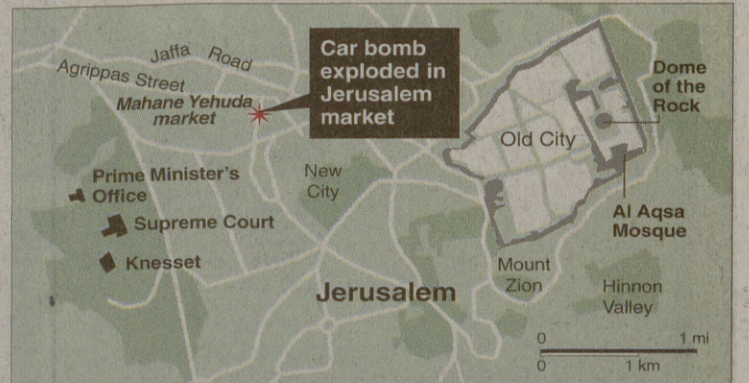 Jaffa Road
Agrippas Street
Mahane Yehuda
market
Car bomb
exploded in
Jerusalem
market
Dome
of the
Rock
Old City
Prime Minister's
Office
New
City
Supreme Court
Al Aqsa
Mosque
Knesset
Mount
Zion
Jerusalem
Hinnon
Valley
0 1 mi
0 1 km